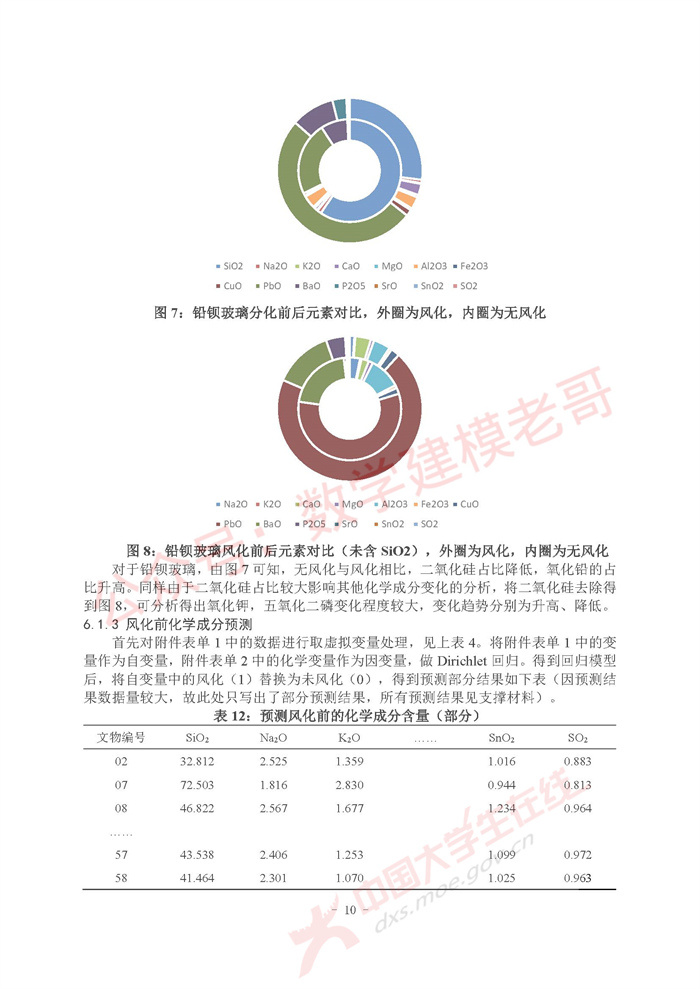 SiO2 Na2O K2O CaO MgO Al2O3 Fe2O3
CuO PbO BaO P2O5 SrO SnO2 SO2
图 7：铅钡玻璃分化前后元素对比，外圈为风化，内圈为无风化
Na2O K2O CaO MgO Al2O3 Fe2O3 CuO
PbO BaO P2O5 SrO SnO2 SO2
图 8：铅钡玻璃风化前后元素对比（未含 SiO2），外圈为风化，内圈为无风化
对于铅钡玻璃，由图 7 可知，无风化与风化相比，二氧化硅占比降低，氧化铅的占
比升高。同样由于二氧化硅占比较大影响其他化学成分变化的分析，将二氧化硅去除得
到图 8，可分析得出氧化钾，五氧化二磷变化程度较大，变化趋势分别为升高、降低。
6.1.3 风化前化学成分预测
首先对附件表单 1 中的数据进行取虚拟变量处理，见上表 4。将附件表单 1 中的变
量作为自变量，附件表单 2 中的化学变量作为因变量，做 Dirichlet 回归。得到回归模型
后，将自变量中的风化（1）替换为未风化（0），得到预测部分结果如下表（因预测结
果数据量较大，故此处只写出了部分预测结果，所有预测结果见支撑材料）。
表 12：预测风化前的化学成分含量（部分）
文物编号 SiO₂ Na₂O K₂O …… SnO₂ SO₂
02 32.812 2.525 1.359 1.016 0.883
07 72.503 1.816 2.830 0.944 0.813
08 46.822 2.567 1.677 1.234 0.964
……
57 43.538 2.406 1.253 1.099 0.972
58 41.464 2.301 1.070 1.025 0.963
- 10 -
公众号：数学建模老哥
中国大学生在线
dxs.moe.gov.cn